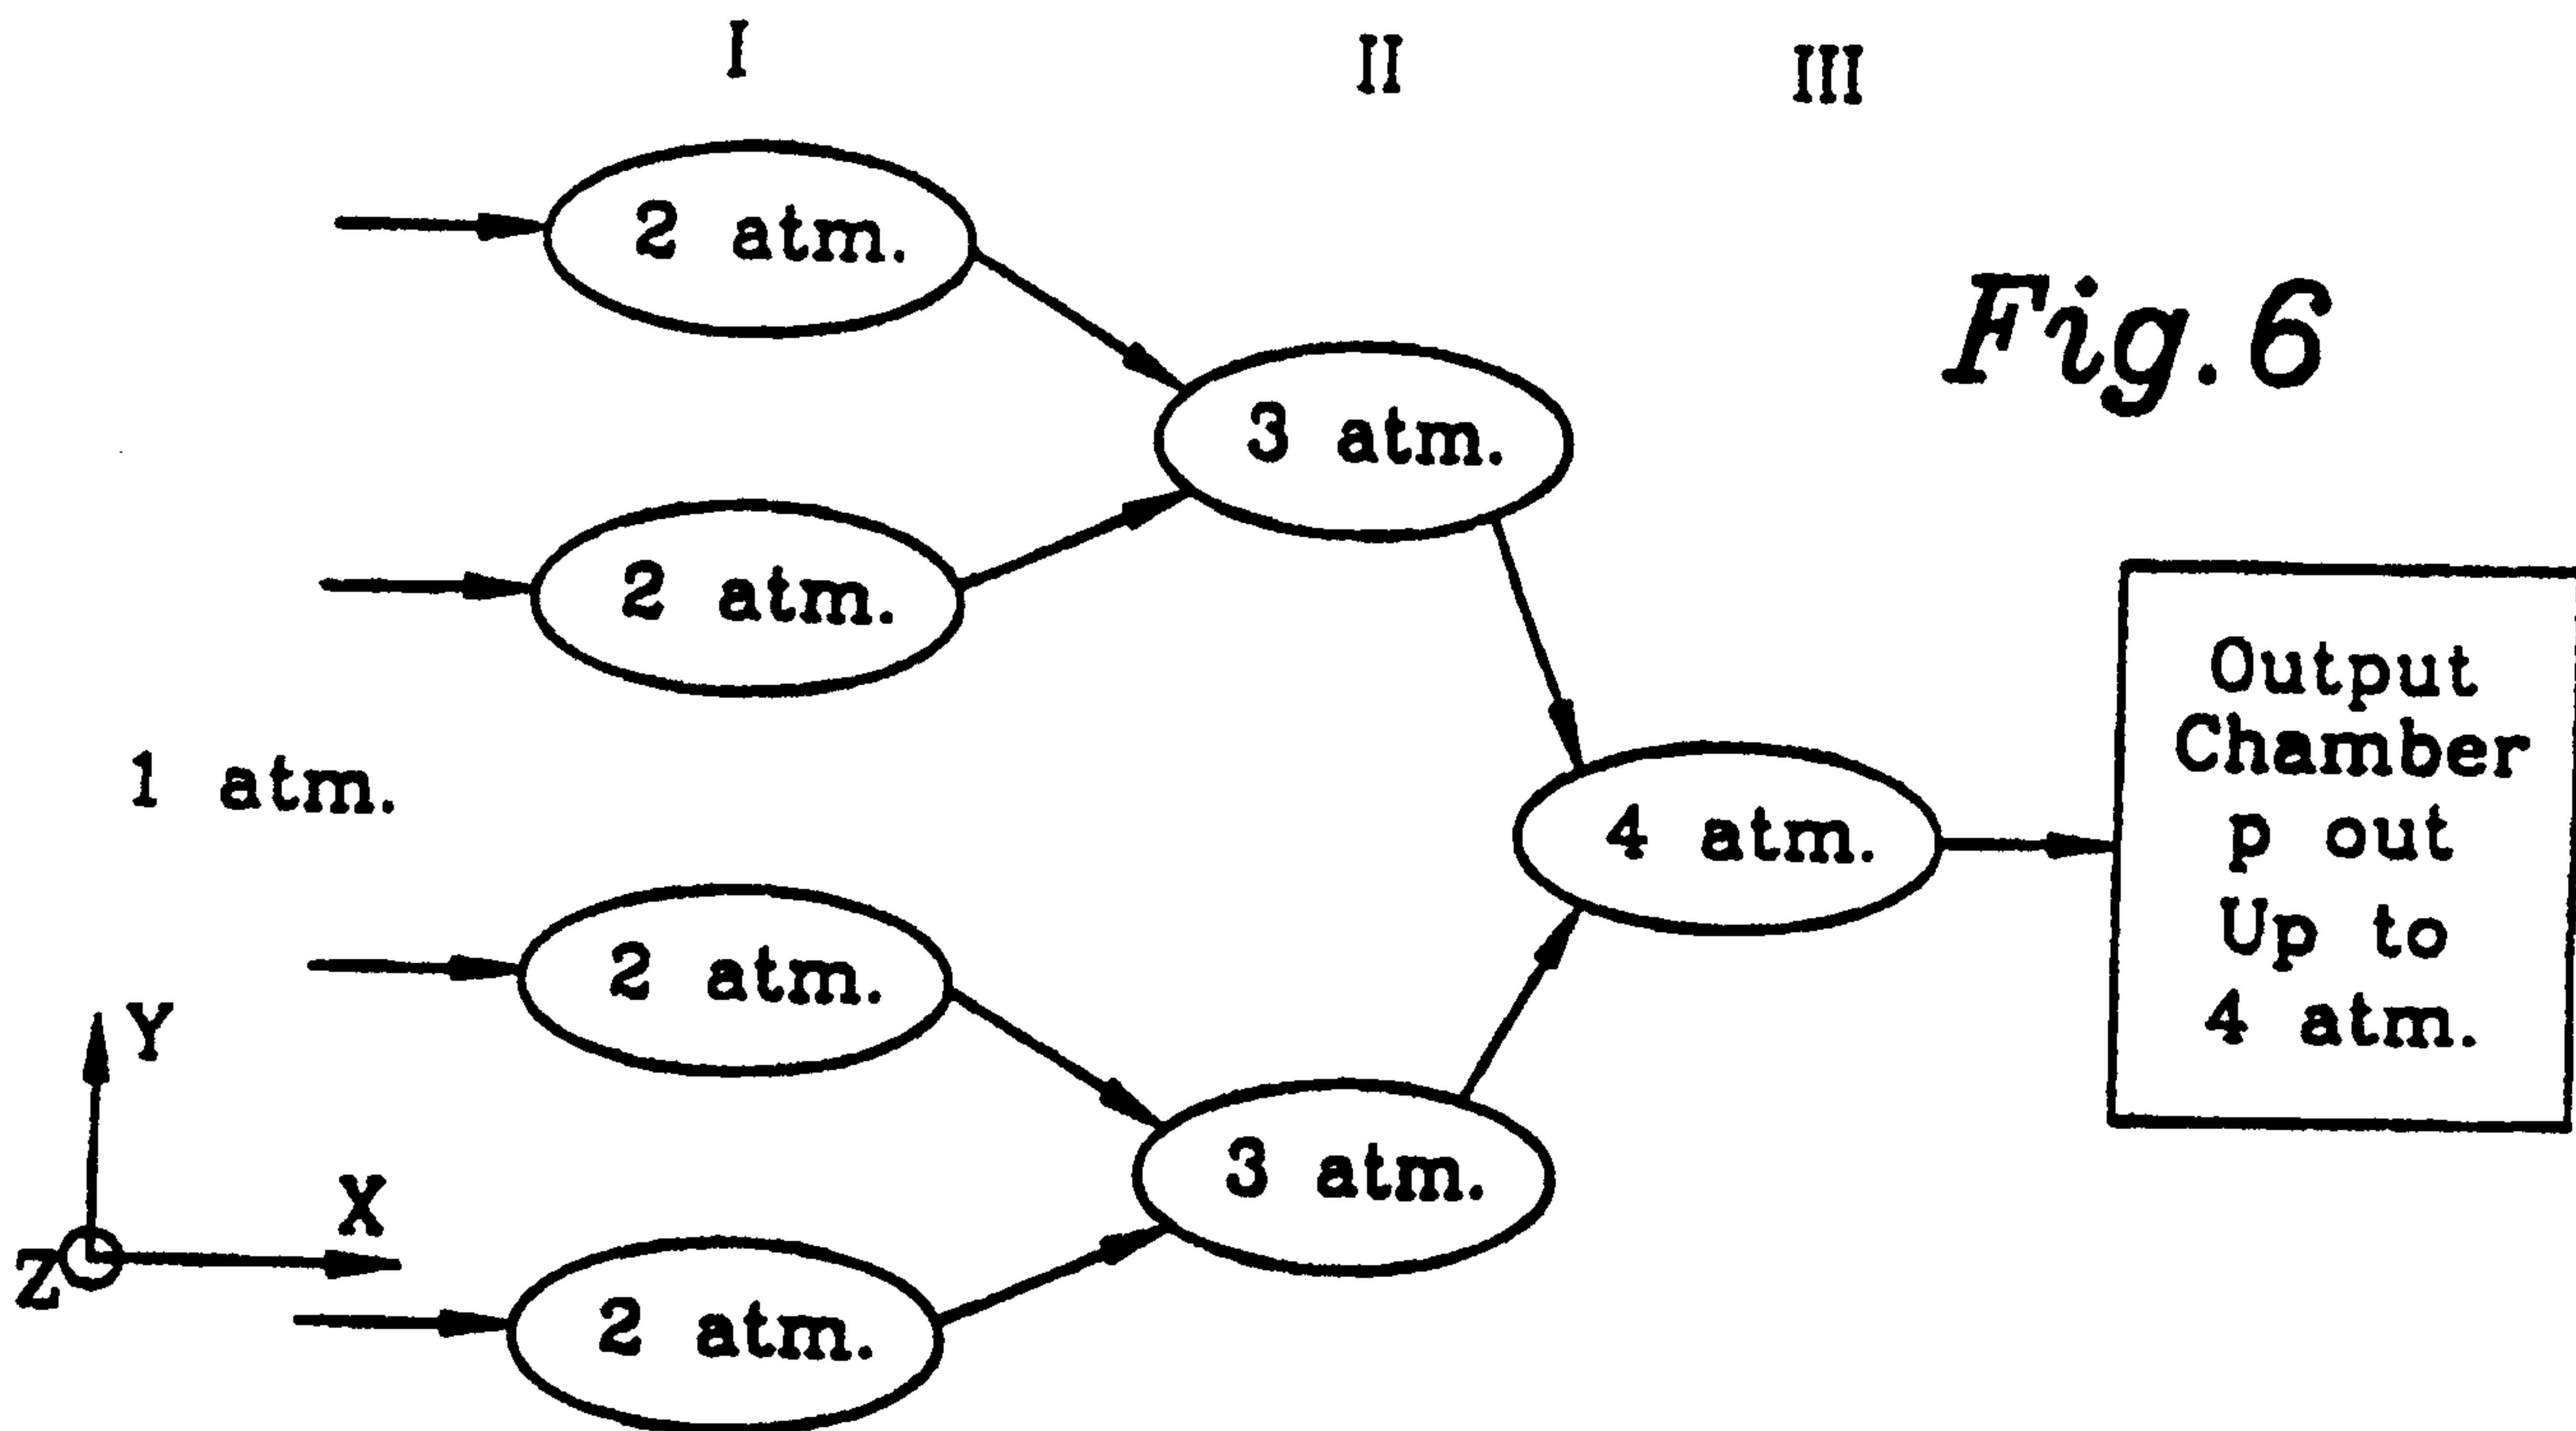 I
II
III
2 atm.
Fig. 6
3 atm.
2 atm.
Output
Chamber
p out
Up to
4 atm.
1 atm.
4 atm.
2 atm.
Y
3 atm.
X
Z
2 atm.